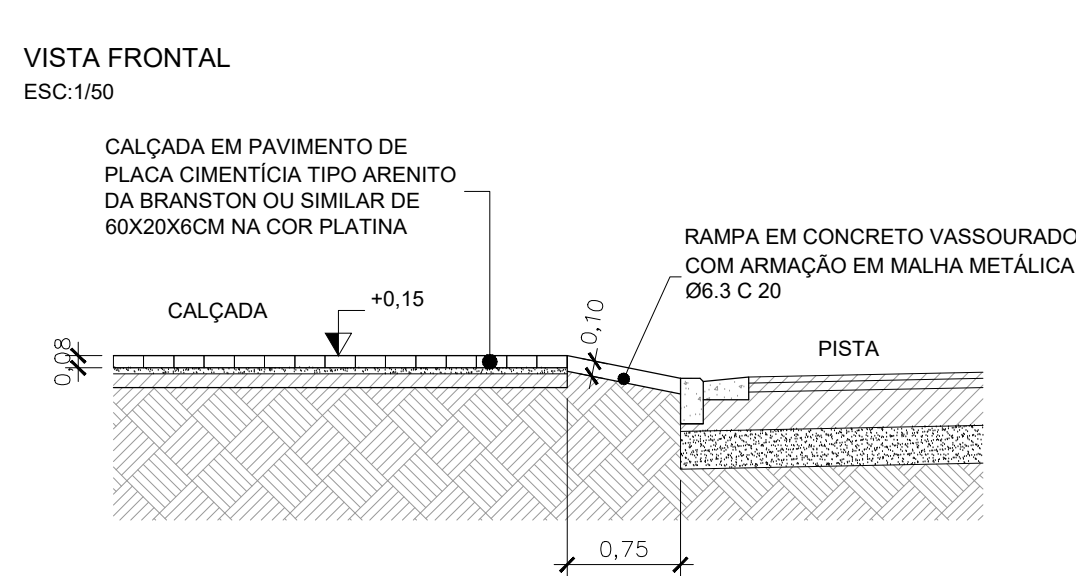 VISTA FRONTAL
ESC:1/50
CALÇADA EM PAVIMENTO DE
PLACA CIMENTÍCIA TIPO ARENITO
DA BRANSTON OU SIMILAR DE
60X20X6CM NA COR PLATINA
RAMPA EM CONCRETO VASSOURADO
COM ARMAÇÃO EM MALHA METÁLICA
Ø6.3 C 20
CALÇADA
+0,15
0,10
PISTA
0,08
0,75